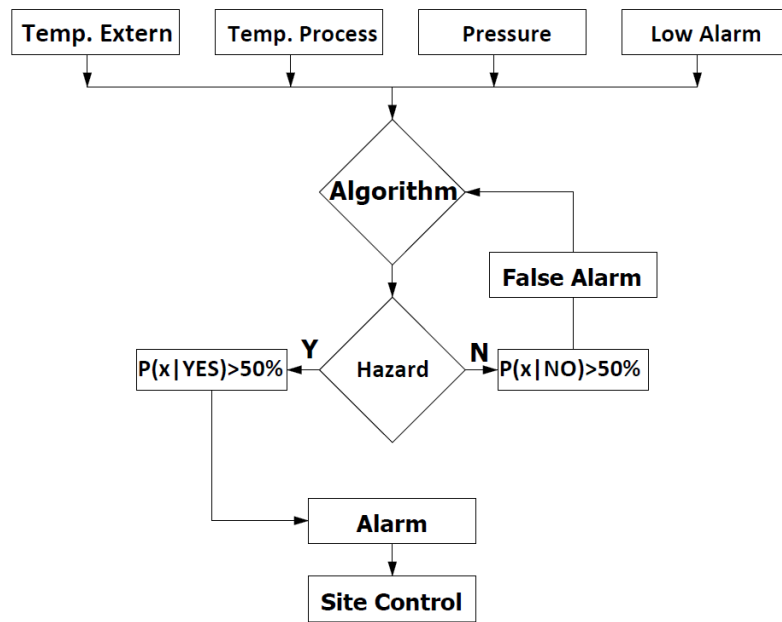 Temp. Extern
Temp. Process
Pressure
Low Alarm
Algorithm
False Alarm
Y
N
P(x|YES)>50%
Hazard
P(x|NO)>50%
Alarm
Site Control